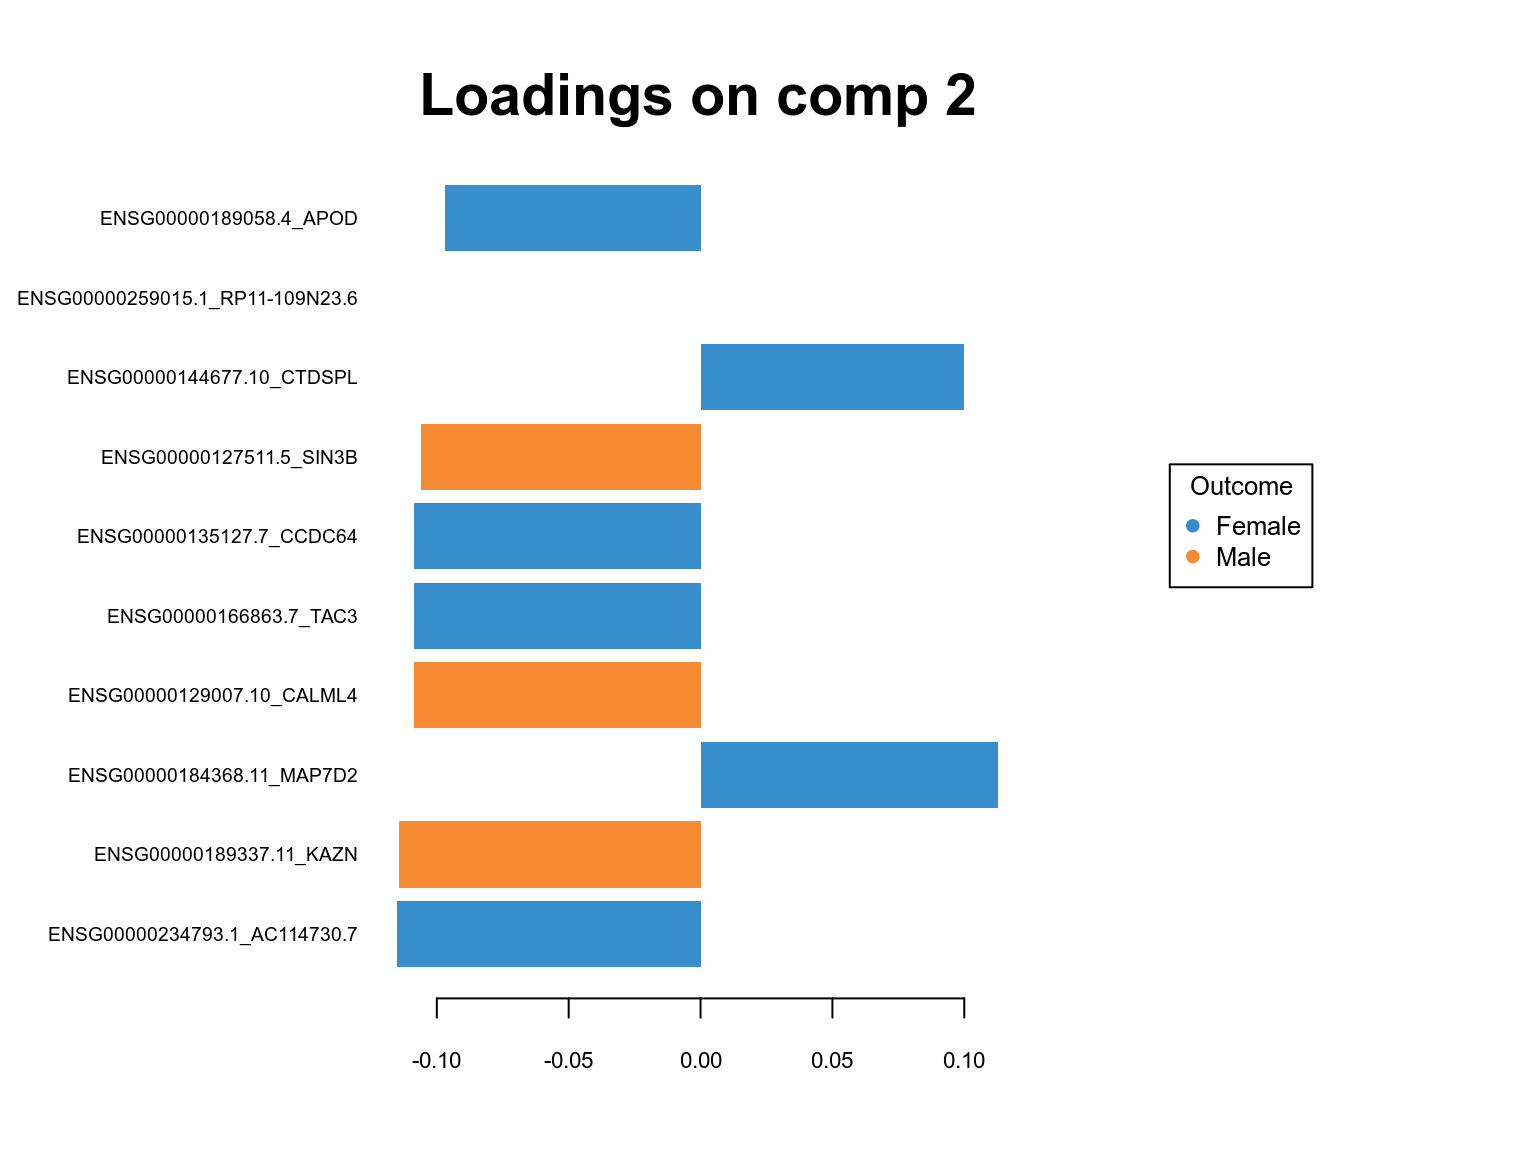 Loadings on comp 2
ENSG00000189058.4_APOD
ENSG00000259015.1_RP11-109N23.6
ENSG00000144677.10_CTDSPL
ENSG00000127511.5_SIN3B
ENSG00000135127.7_CCDC64
ENSG00000166863.7_TAC3
ENSG00000129007.10_CALML4
ENSG00000184368.11_MAP7D2
ENSG00000189337.11_KAZN
ENSG00000234793.1_AC114730.7
Outcome
Female
Male
-0.10 -0.05 0.00 0.05 0.10